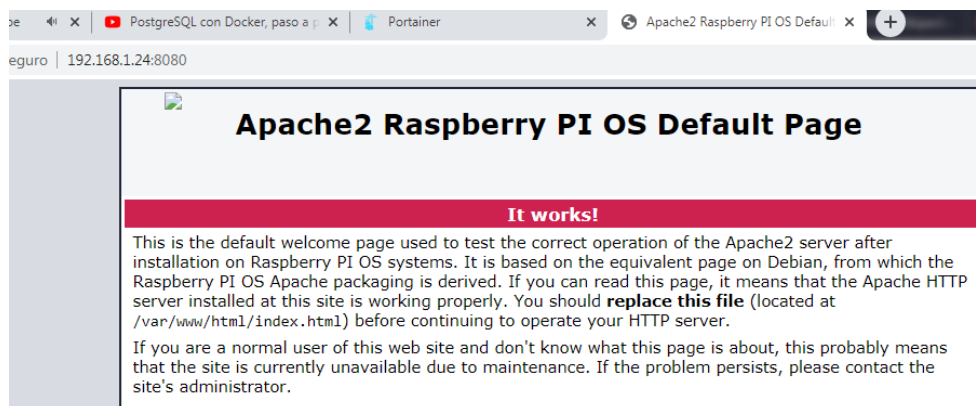 be
PostgreSQL con Docker, paso a p
Portainer
Apache2 Raspberry PI OS Defaul
eguro | 192.168.1.24:8080
Apache2 Raspberry PI OS Default Page
It works!
This is the default welcome page used to test the correct operation of the Apache2 server after
installation on Raspberry PI OS systems. It is based on the equivalent page on Debian, from which the
Raspberry PI OS Apache packaging is derived. If you can read this page, it means that the Apache HTTP
server installed at this site is working properly. You should replace this file (located at
/var/www/html/index.html) before continuing to operate your HTTP server.
If you are a normal user of this web site and don't know what this page is about, this probably means
that the site is currently unavailable due to maintenance. If the problem persists, please contact the
site's administrator.